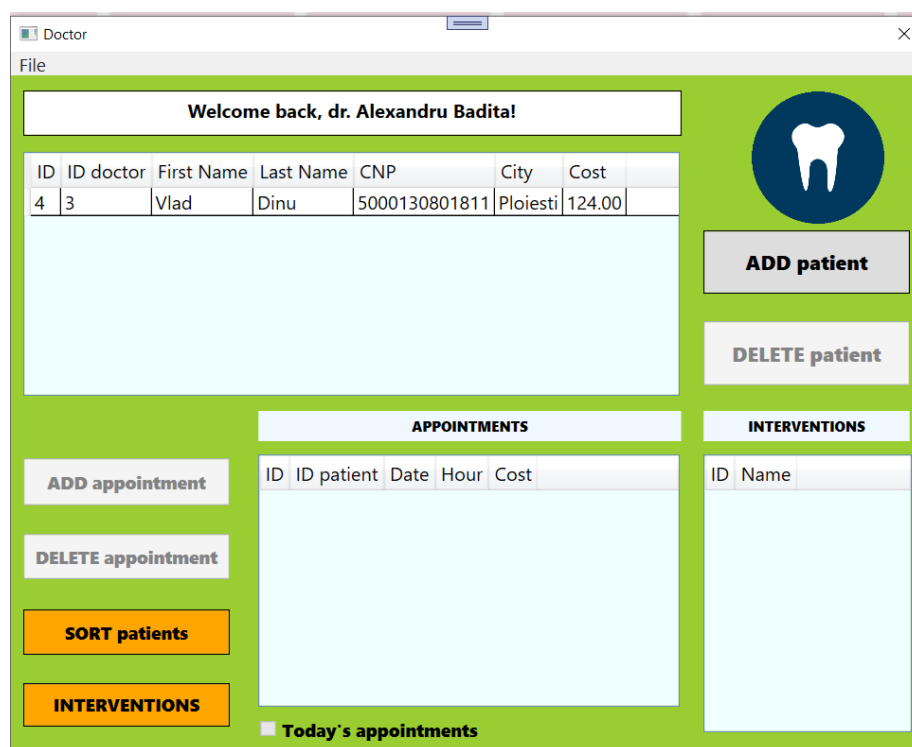 Doctor
File
Welcome back, dr. Alexandru Badita!
ID ID doctor First Name Last Name CNP City Cost
4 3 Vlad Dinu 5000130801811 Ploiesti 124.00
ADD patient
DELETE patient
APPOINTMENTS
INTERVENTIONS
ADD appointment
DELETE appointment
SORT patients
INTERVENTIONS
ID ID patient Date Hour Cost
ID Name
Today's appointments